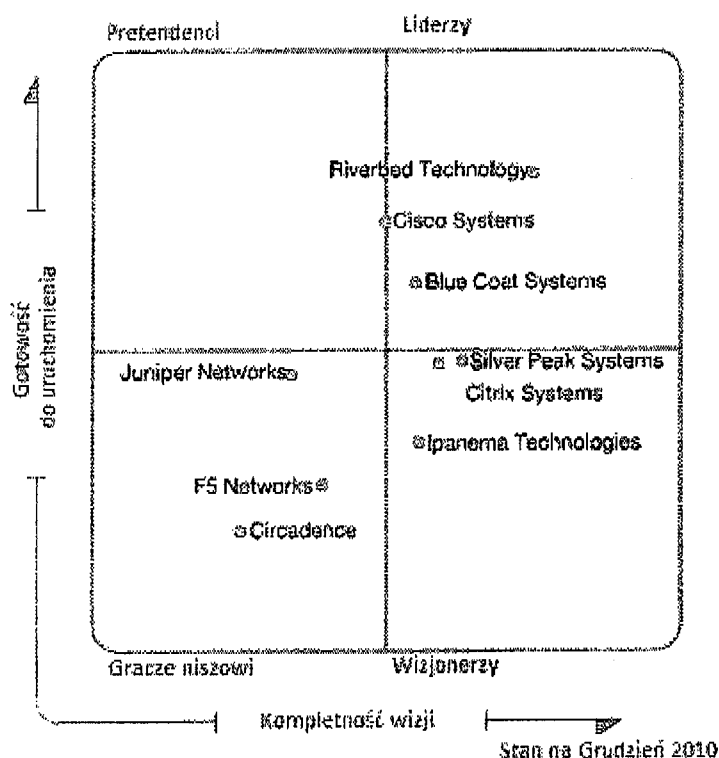 Pretendenci
Liderzy
Riverbed Technology
Cisco Systems
Blue Coat Systems
Gotowość
do uruchomienia
Silver Peak Systems
Juniper Networks
Citrix Systems
Ipanema Technologies
F5 Networks
Circadence
Gracze niszowi
Wizjonerzy
Kompletność wizji
Stan na Grudzień 2010